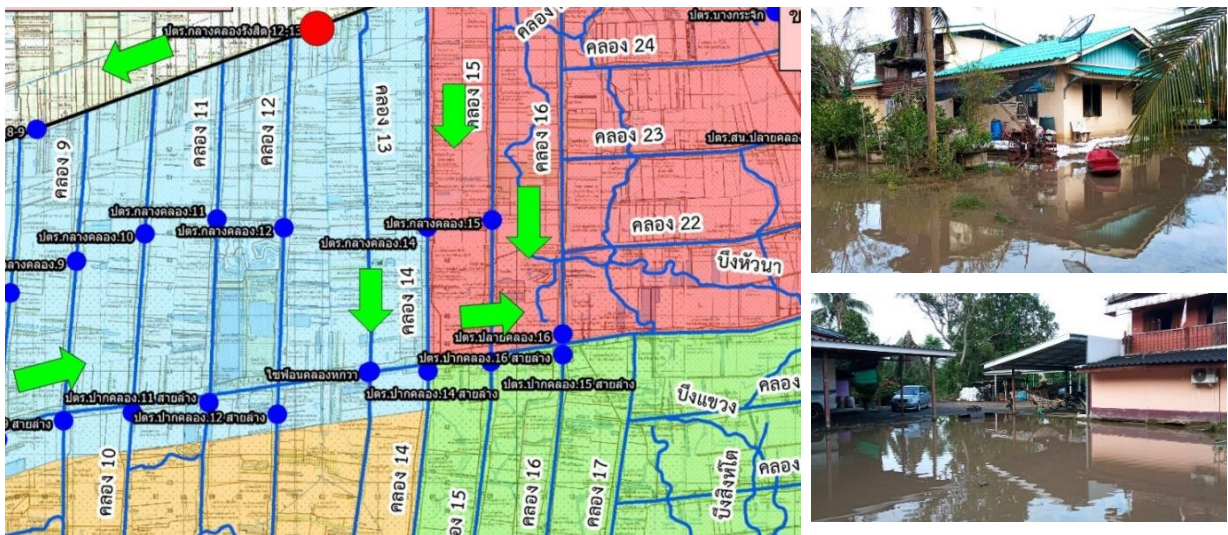 ปตร.กลางคลองรังสิต 12-13
ปตร.บางกระจิก
ข
คลอง 24
8-9
คลอง 9
คลอง 11
คลอง 12
คลอง 13
คลอง 15
คลอง 16
คลอง 23
ปตร.สน.ปลายคลอง
ปตร.กลางคลอง.11
ปตร.กลางคลอง.10
ปตร.กลางคลอง.12
ปตร.กลางคลอง.14
ปตร.กลางคลอง.15
คลอง 22
บึงหัวนา
ลางคลอง.9
คลอง 14
ปตร.ปลายคลอง.16
ปตร.ปากคลอง.16 สายล่าง
ไซฟอนคลองหกวา
ปตร.ปากคลอง.14 สายล่าง
ปตร.ปากคลอง.15 สายล่าง
ปตร.ปากคลอง.11 สายล่าง
ปตร.ปากคลอง.12 สายล่าง
9 สายล่าง
บึงแขวง
คลอง
คลอง 10
คลอง 14
คลอง 15
คลอง 16
คลอง 17
บึงสิงห์โต
คลอง
คลอง